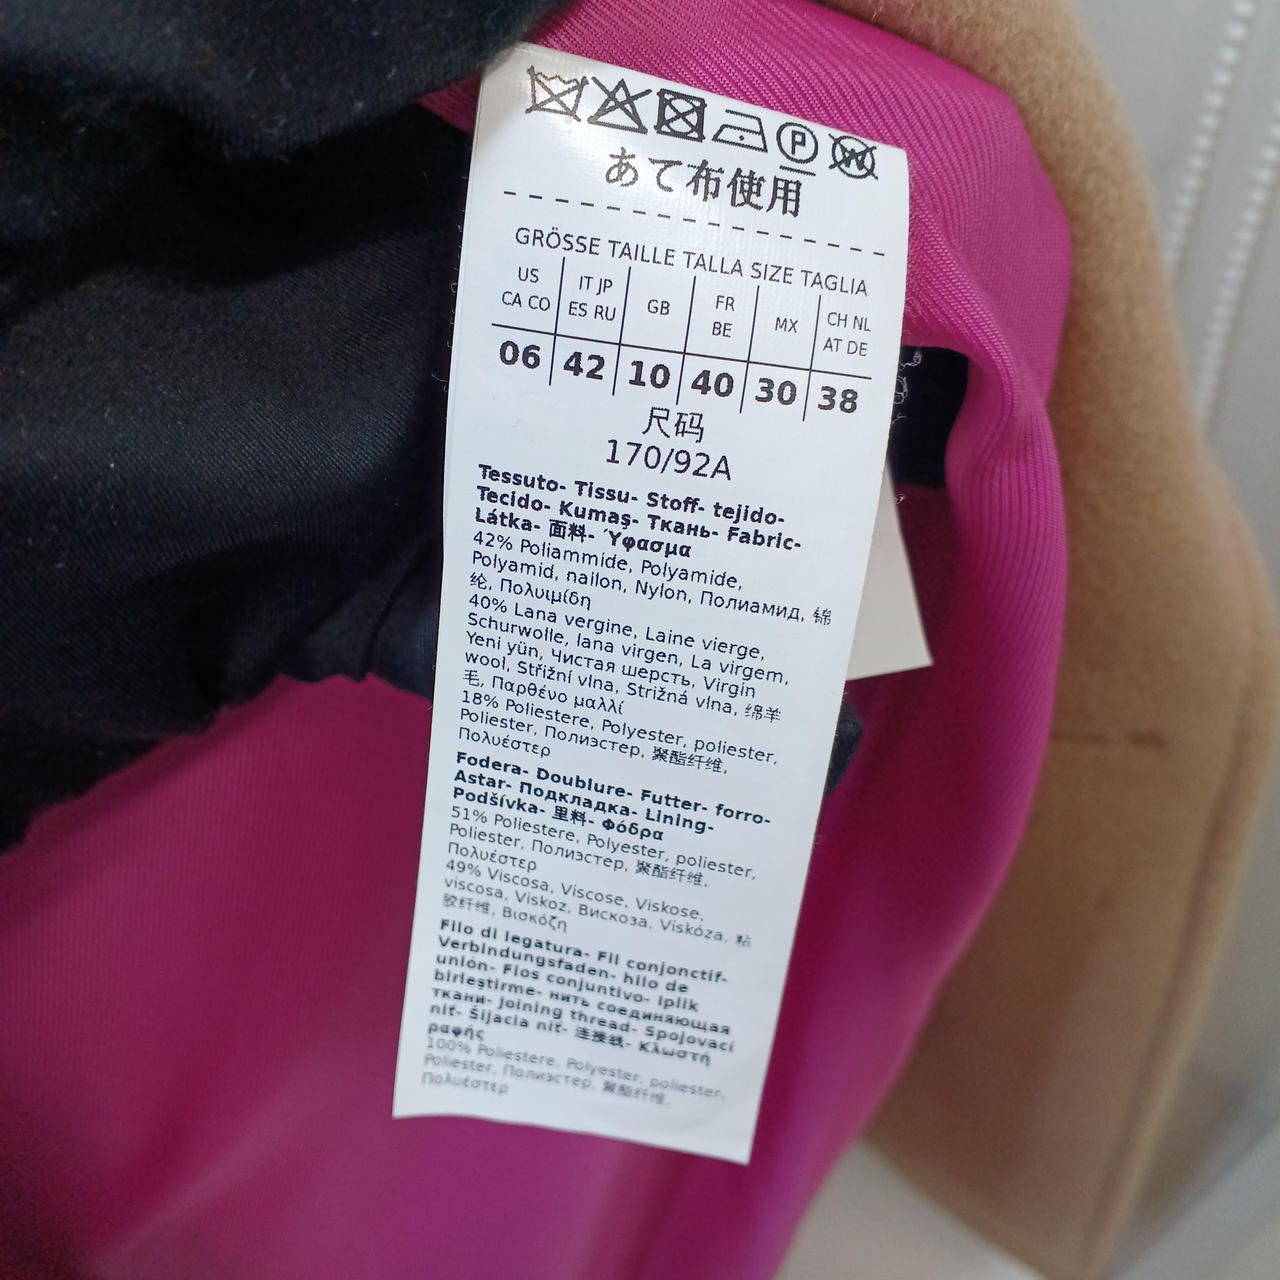 P W
あて布使用
GRÖSSE TAILLE TALLA SIZE TAGLIA
US CA CO | IT JP ES RU | GB | FR BE | MX | CH NL AT DE
06 | 42 | 10 | 40 | 30 | 38
尺码
170/92A
Tessuto- Tissu- Stoff- tejido-
Tecido- Kumaş- Ткань- Fabric-
Látka- 面料- Ύφασμα
42% Poliammide, Polyamide,
Polyamid, nailon, Nylon, Полиамид, 锦
纶, Πολυιμίδη
40% Lana vergine, Laine vierge,
Schurwolle, lana virgen, La virgem,
Yeni yün, Чистая шерсть, Virgin
wool, Střižní vlna, Strižná vlna, 绵羊
毛, Παρθένο μαλλί
18% Poliestere, Polyester, poliester,
Poliester, Полиэстер, 聚酯纤维,
Πολυέστερ
Fodera- Doublure- Futter- forro-
Astar- Подкладка- Lining-
Podšívka- 里料- Φόδρα
51% Poliestere, Polyester, poliester,
Poliester, Полиэстер, 聚酯纤维,
Πολυέστερ
49% Viscosa, Viscose, Viskose,
viscosa, Viskoz, Вискоза, Viskóza, 粘
胶纤维, Βισκόζη
Filo di legatura- Fil conjonctif-
Verbindungsfaden- hilo de
unión- Fios conjuntivo- Iplik
birleştirme- нить соединяющая
ткани- joining thread- Spojovací
niť- Šijacia niť- 连接线- Κλωστή
ραφής
100% Poliestere, Polyester, poliester,
Poliester, Полиэстер, 聚酯纤维,
Πολυέστερ